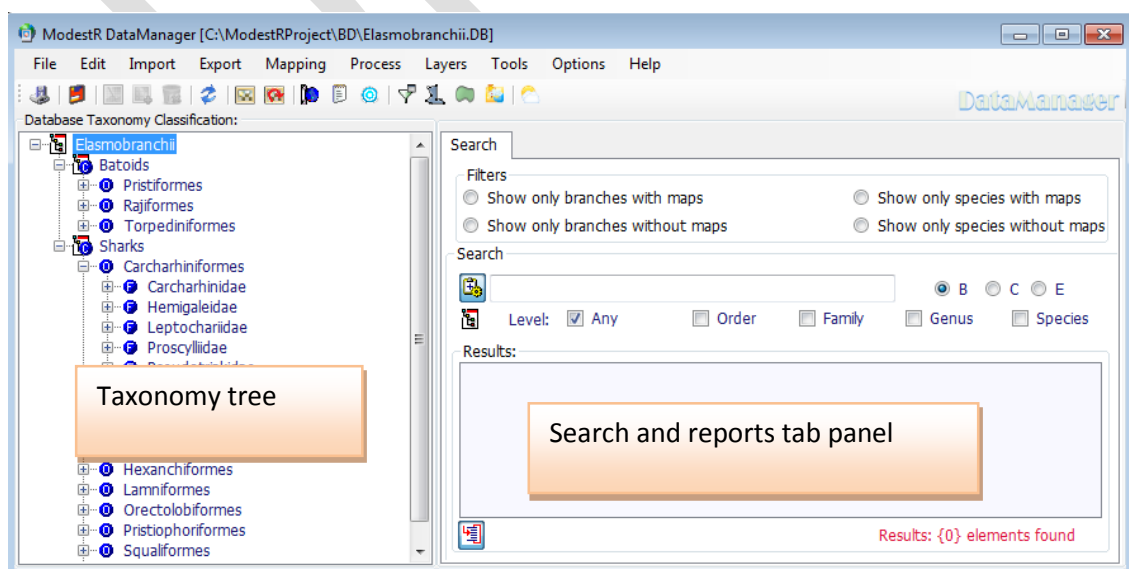 ModestR DataManager [C:\ModestRProject\BD\Elasmobranchii.DB]
File Edit Import Export Mapping Process Layers Tools Options Help
DataManager
Database Taxonomy Classification:
Elasmobranchii
C Batoids
O Pristiformes
O Rajiformes
O Torpediniformes
C Sharks
O Carcharhiniformes
F Carcharhinidae
F Hemigaleidae
F Leptochariidae
F Proscylliidae
Taxonomy tree
O Hexanchiformes
O Lamniformes
O Orectolobiformes
O Pristiophoriformes
O Squaliformes
Search
Filters
Show only branches with maps Show only species with maps
Show only branches without maps Show only species without maps
Search
B C E
Level: Any Order Family Genus Species
Results:
Search and reports tab panel
Results: {0} elements found